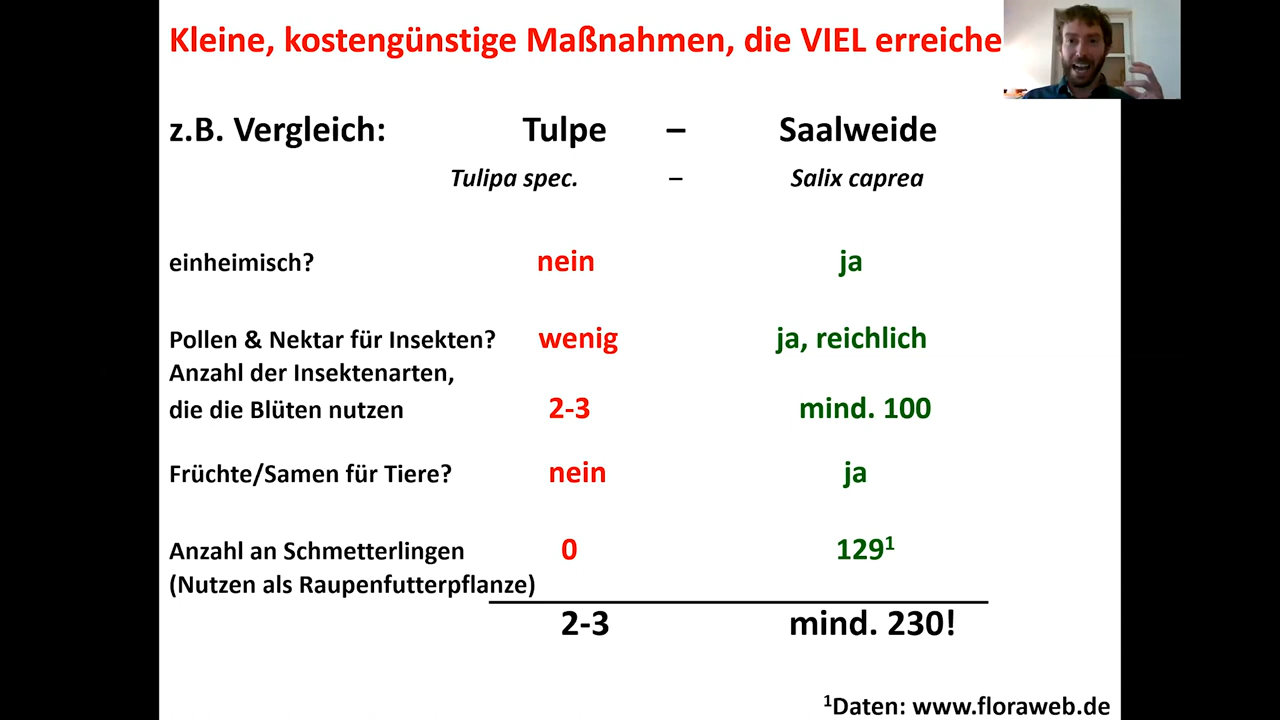 Kleine, kostengünstige Maßnahmen, die VIEL erreiche
z.B. Vergleich: Tulpe – Saalweide
Tulipa spec. – Salix caprea
einheimisch? nein ja
Pollen & Nektar für Insekten? wenig ja, reichlich
Anzahl der Insektenarten,
die die Blüten nutzen 2-3 mind. 100
Früchte/Samen für Tiere? nein ja
Anzahl an Schmetterlingen 0 129¹
(Nutzen als Raupenfutterpflanze)
2-3 mind. 230!
¹Daten: www.floraweb.de